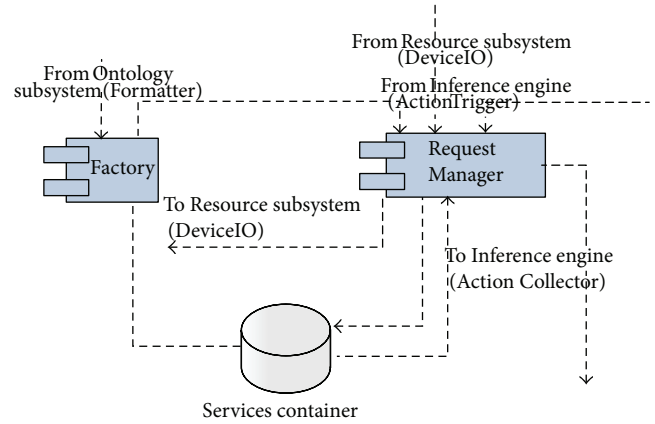 From Resource subsystem
(DeviceIO)
From Ontology
subsystem(Formatter)
From Inference engine
(ActionTrigger)
Factory
Request
Manager
To Resource subsystem
(DeviceIO)
To Inference engine
(Action Collector)
Services container